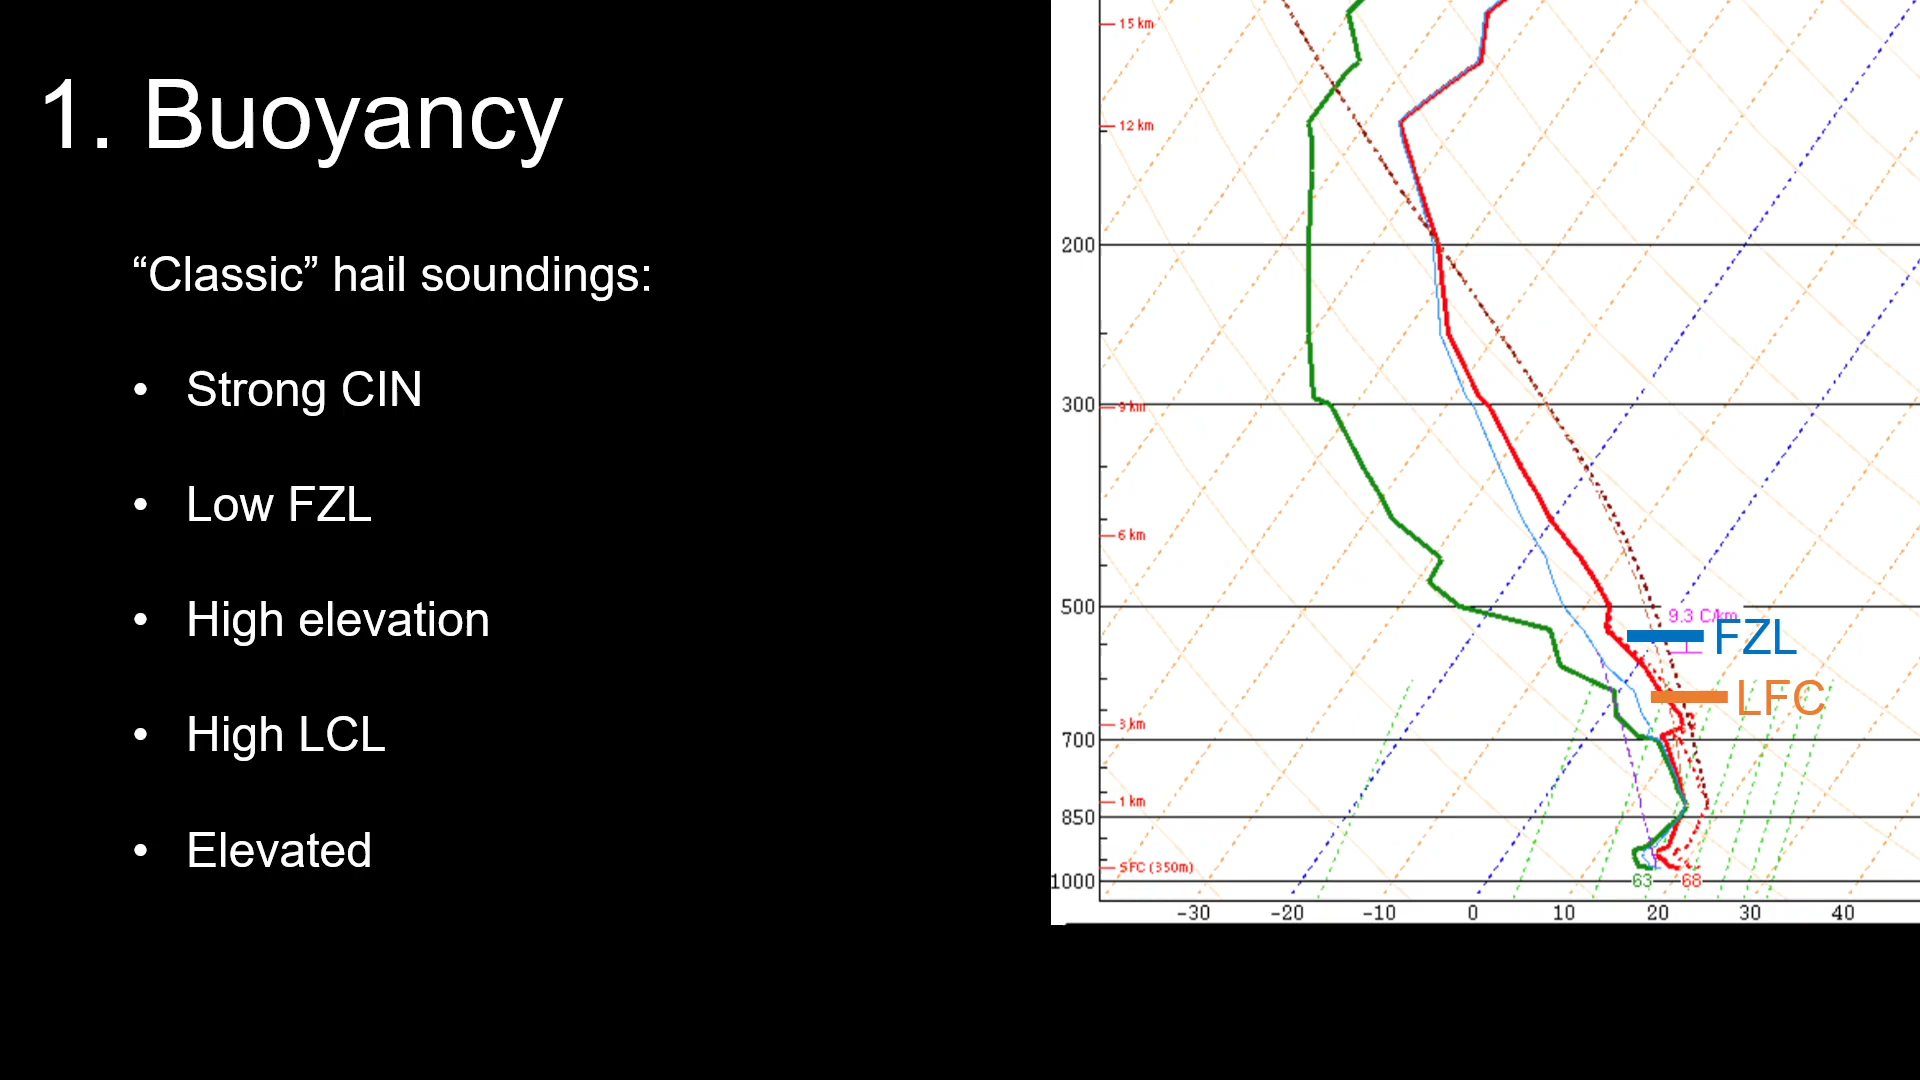 1. Buoyancy
“Classic” hail soundings:
• Strong CIN
• Low FZL
• High elevation
• High LCL
• Elevated
15 km
12 km
200
300
9 km
6 km
500
9.3 C/km
FZL
LFC
3 km
700
1 km
850
SFC (350m)
1000
63
68
-30 -20 -10 0 10 20 30 40